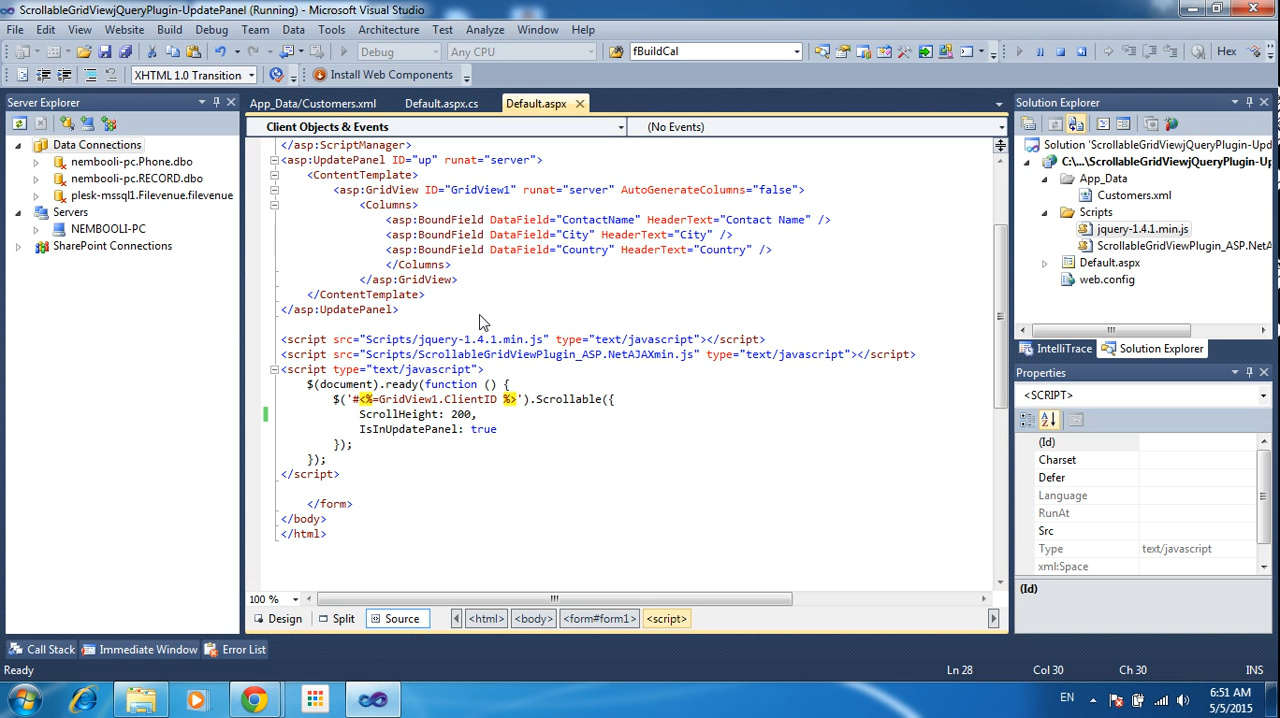 ScrollableGridViewjQueryPlugin-UpdatePanel (Running) - Microsoft Visual Studio
File Edit View Website Build Debug Team Data Tools Architecture Test Analyze Window Help
Debug Any CPU fBuildCal Hex
XHTML 1.0 Transition Install Web Components
Server Explorer
Data Connections
nembooli-pc.Phone.dbo
nembooli-pc.RECORD.dbo
plesk-mssql1.Filevenue.filevenue
Servers
NEMBOOLI-PC
SharePoint Connections
App_Data/Customers.xml Default.aspx.cs Default.aspx
Client Objects & Events (No Events)
</asp:ScriptManager>
<asp:UpdatePanel ID="up" runat="server">
<ContentTemplate>
<asp:GridView ID="GridView1" runat="server" AutoGenerateColumns="false">
<Columns>
<asp:BoundField DataField="ContactName" HeaderText="Contact Name" />
<asp:BoundField DataField="City" HeaderText="City" />
<asp:BoundField DataField="Country" HeaderText="Country" />
</Columns>
</asp:GridView>
</ContentTemplate>
</asp:UpdatePanel>
<script src="Scripts/jquery-1.4.1.min.js" type="text/javascript"></script>
<script src="Scripts/ScrollableGridViewPlugin_ASP.NetAJAXmin.js" type="text/javascript"></script>
<script type="text/javascript">
$(document).ready(function () {
$('#<%=GridView1.ClientID %>').Scrollable({
ScrollHeight: 200,
IsInUpdatePanel: true
});
});
</script>
</form>
</body>
</html>
100 %
Design Split Source <html> <body> <form#form1> <script>
Solution Explorer
Solution 'ScrollableGridViewjQueryPlugin-Upd
C:\...\ScrollableGridViewjQueryPlugin-Up
App_Data
Customers.xml
Scripts
jquery-1.4.1.min.js
ScrollableGridViewPlugin_ASP.NetA
Default.aspx
web.config
IntelliTrace Solution Explorer
Properties
<SCRIPT>
(Id)
Charset
Defer
Language
RunAt
Src
Type text/javascript
xml:Space
(Id)
Call Stack Immediate Window Error List
Ready Ln 28 Col 30 Ch 30 INS
EN 6:51 AM
5/5/2015